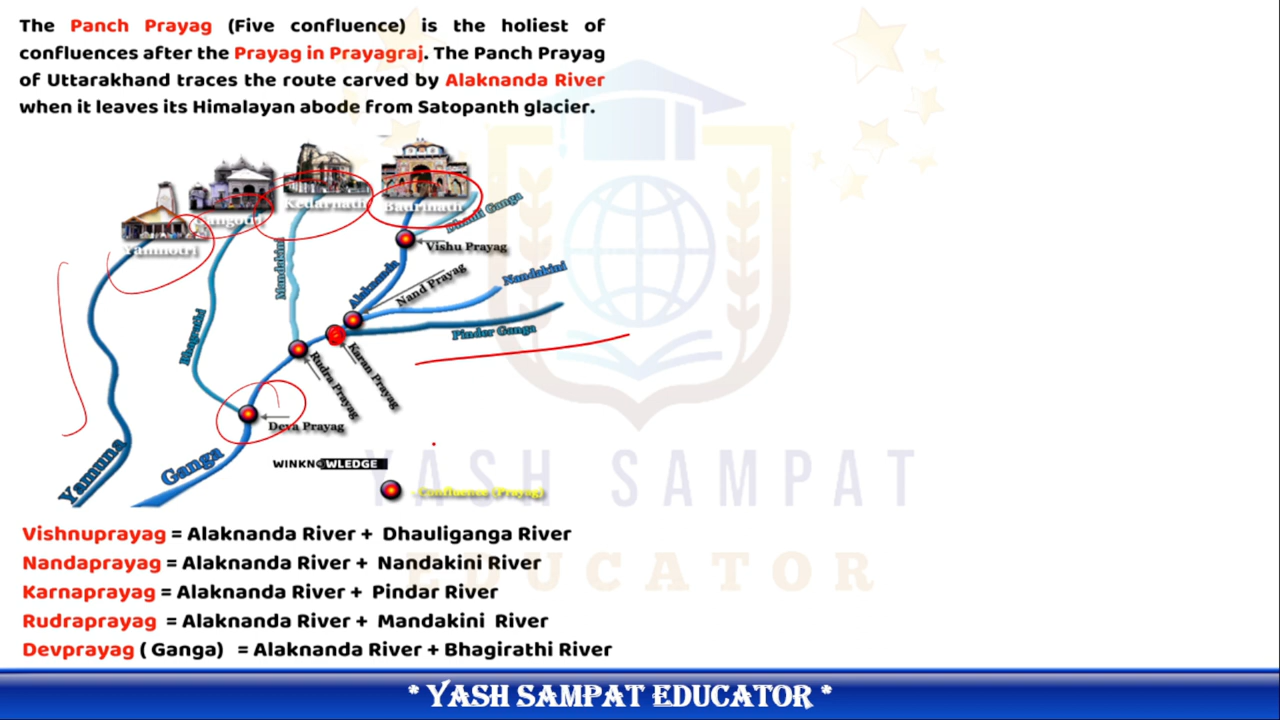 The Panch Prayag (Five confluence) is the holiest of
confluences after the Prayag in Prayagraj. The Panch Prayag
of Uttarakhand traces the route carved by Alaknanda River
when it leaves its Himalayan abode from Satopanth glacier.
Badrinath
Kedarnath
Gangotri
Yamnotri
Dhauli Ganga
Vishu Prayag
Mandakini
Alaknanda
Nand Prayag
Nandakini
Pinder Ganga
Bhagirathi
Rudra Prayag
Karan Prayag
Deva Prayag
Yamuna
Ganga
WINKNOWLEDGE
-Confluence (Prayag)
YASH SAMPAT
EDUCATOR
Vishnuprayag = Alaknanda River + Dhauliganga River
Nandaprayag = Alaknanda River + Nandakini River
Karnaprayag = Alaknanda River + Pindar River
Rudraprayag = Alaknanda River + Mandakini River
Devprayag ( Ganga) = Alaknanda River + Bhagirathi River
* YASH SAMPAT EDUCATOR *